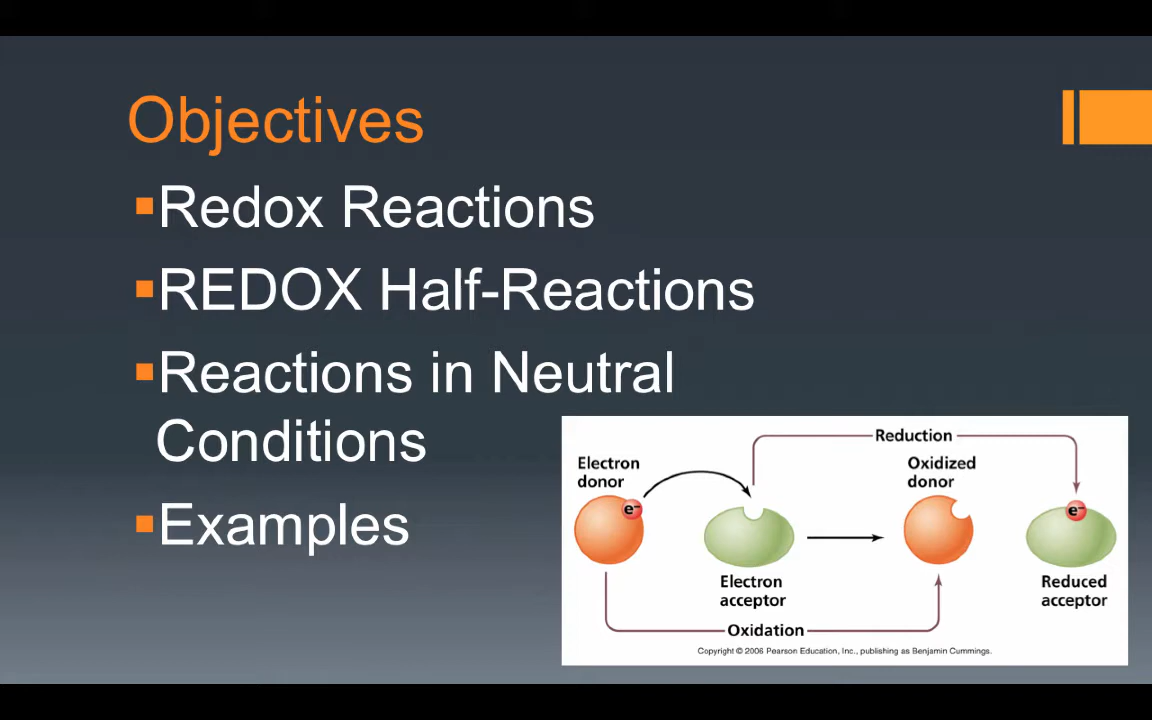 Objectives
Redox Reactions
REDOX Half-Reactions
Reactions in Neutral
Conditions
Examples
Reduction
Electron
donor
e⁻
Oxidized
donor
e⁻
Electron
acceptor
Reduced
acceptor
Oxidation
Copyright © 2006 Pearson Education, Inc., publishing as Benjamin Cummings.